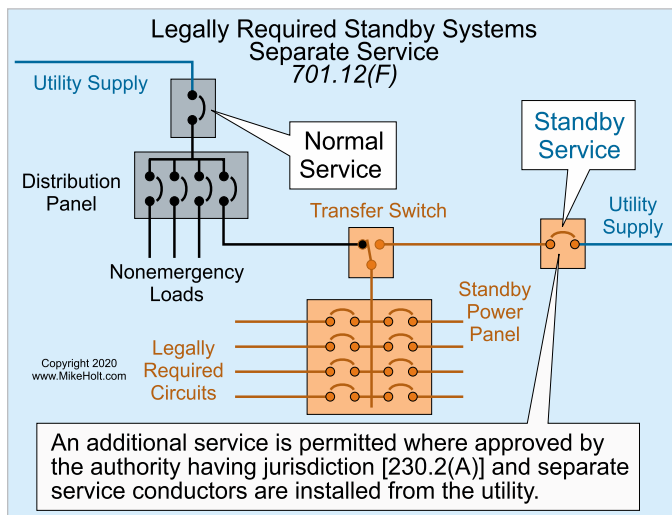 Legally Required Standby Systems
Separate Service
701.12(F)
Utility Supply
Normal
Service
Standby
Service
Distribution
Panel
Utility
Supply
Transfer Switch
Nonemergency
Loads
Standby
Power
Panel
Legally
Required
Circuits
Copyright 2020
www.MikeHolt.com
An additional service is permitted where approved by
the authority having jurisdiction [230.2(A)] and separate
service conductors are installed from the utility.